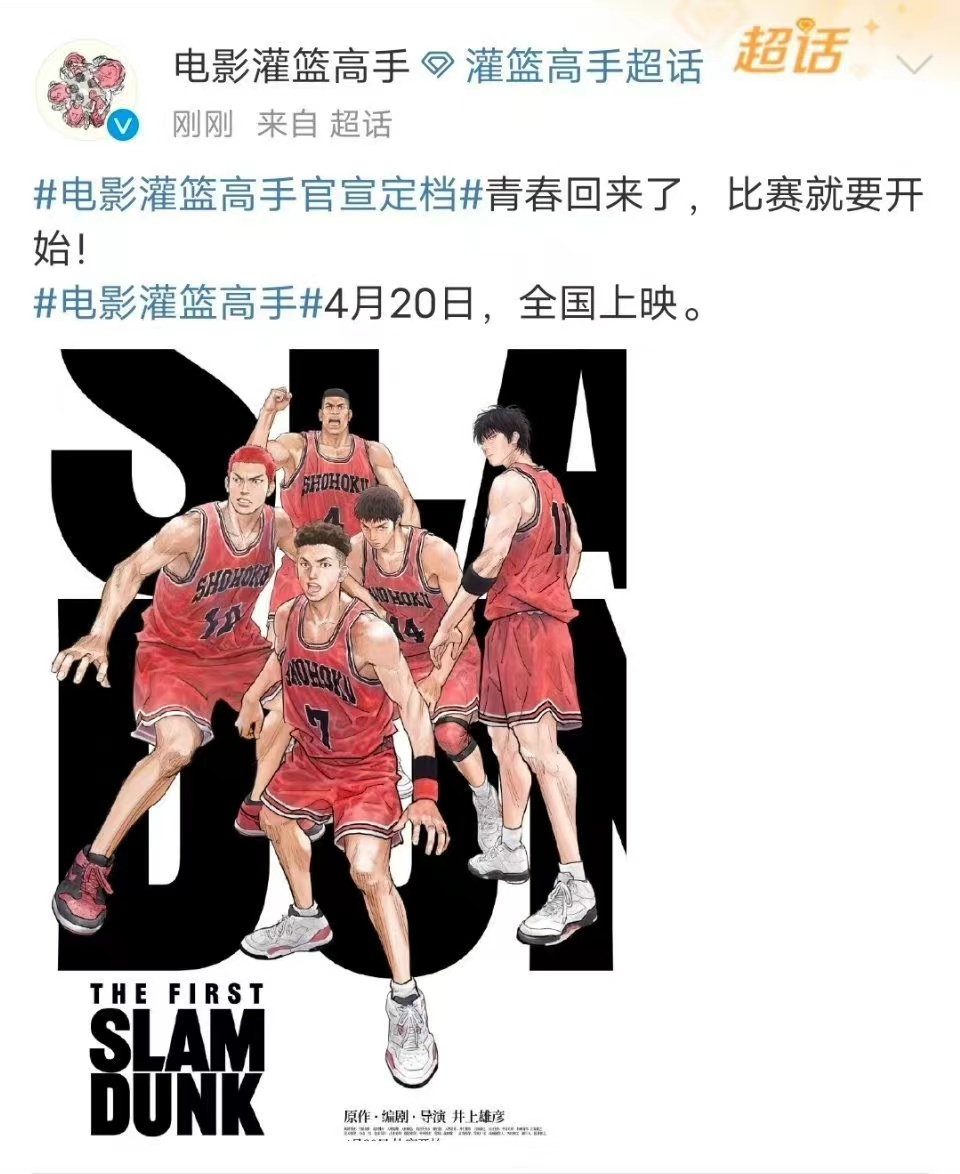 电影灌篮高手 灌篮高手超话
超话
刚刚 来自 超话
#电影灌篮高手官宣定档#青春回来了，比赛就要开
始！
#电影灌篮高手#4月20日，全国上映。
SLA
DUN
SHOHOKU
4
SHOHOKU
10
SHOHOKU
14
11
SHOHOKU
7
THE FIRST
SLAM
DUNK
原作·编剧·导演 井上雄彦